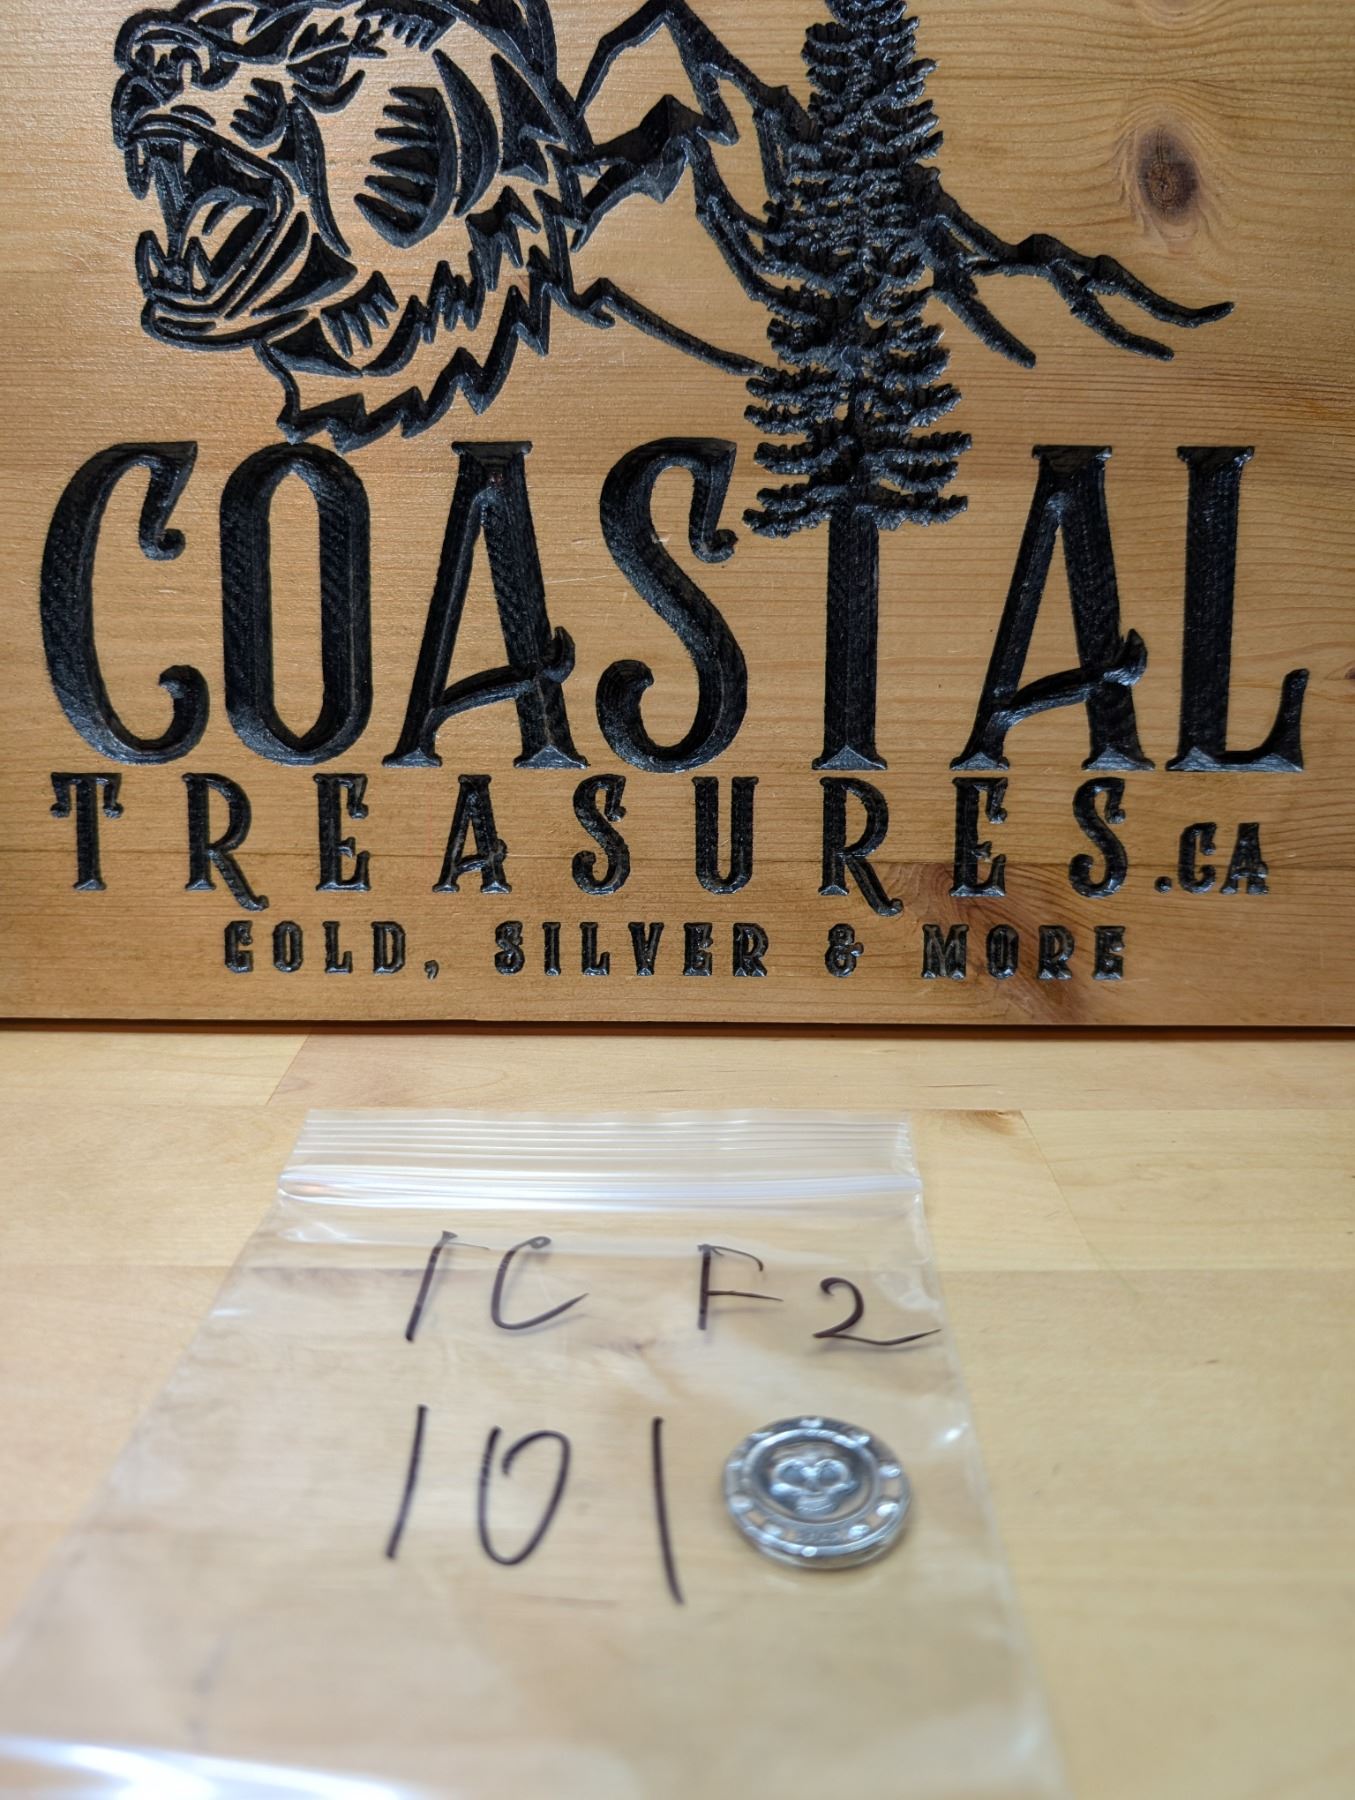 COASTAL
TREASURES.CA
GOLD, SILVER & MORE
1C F2
101